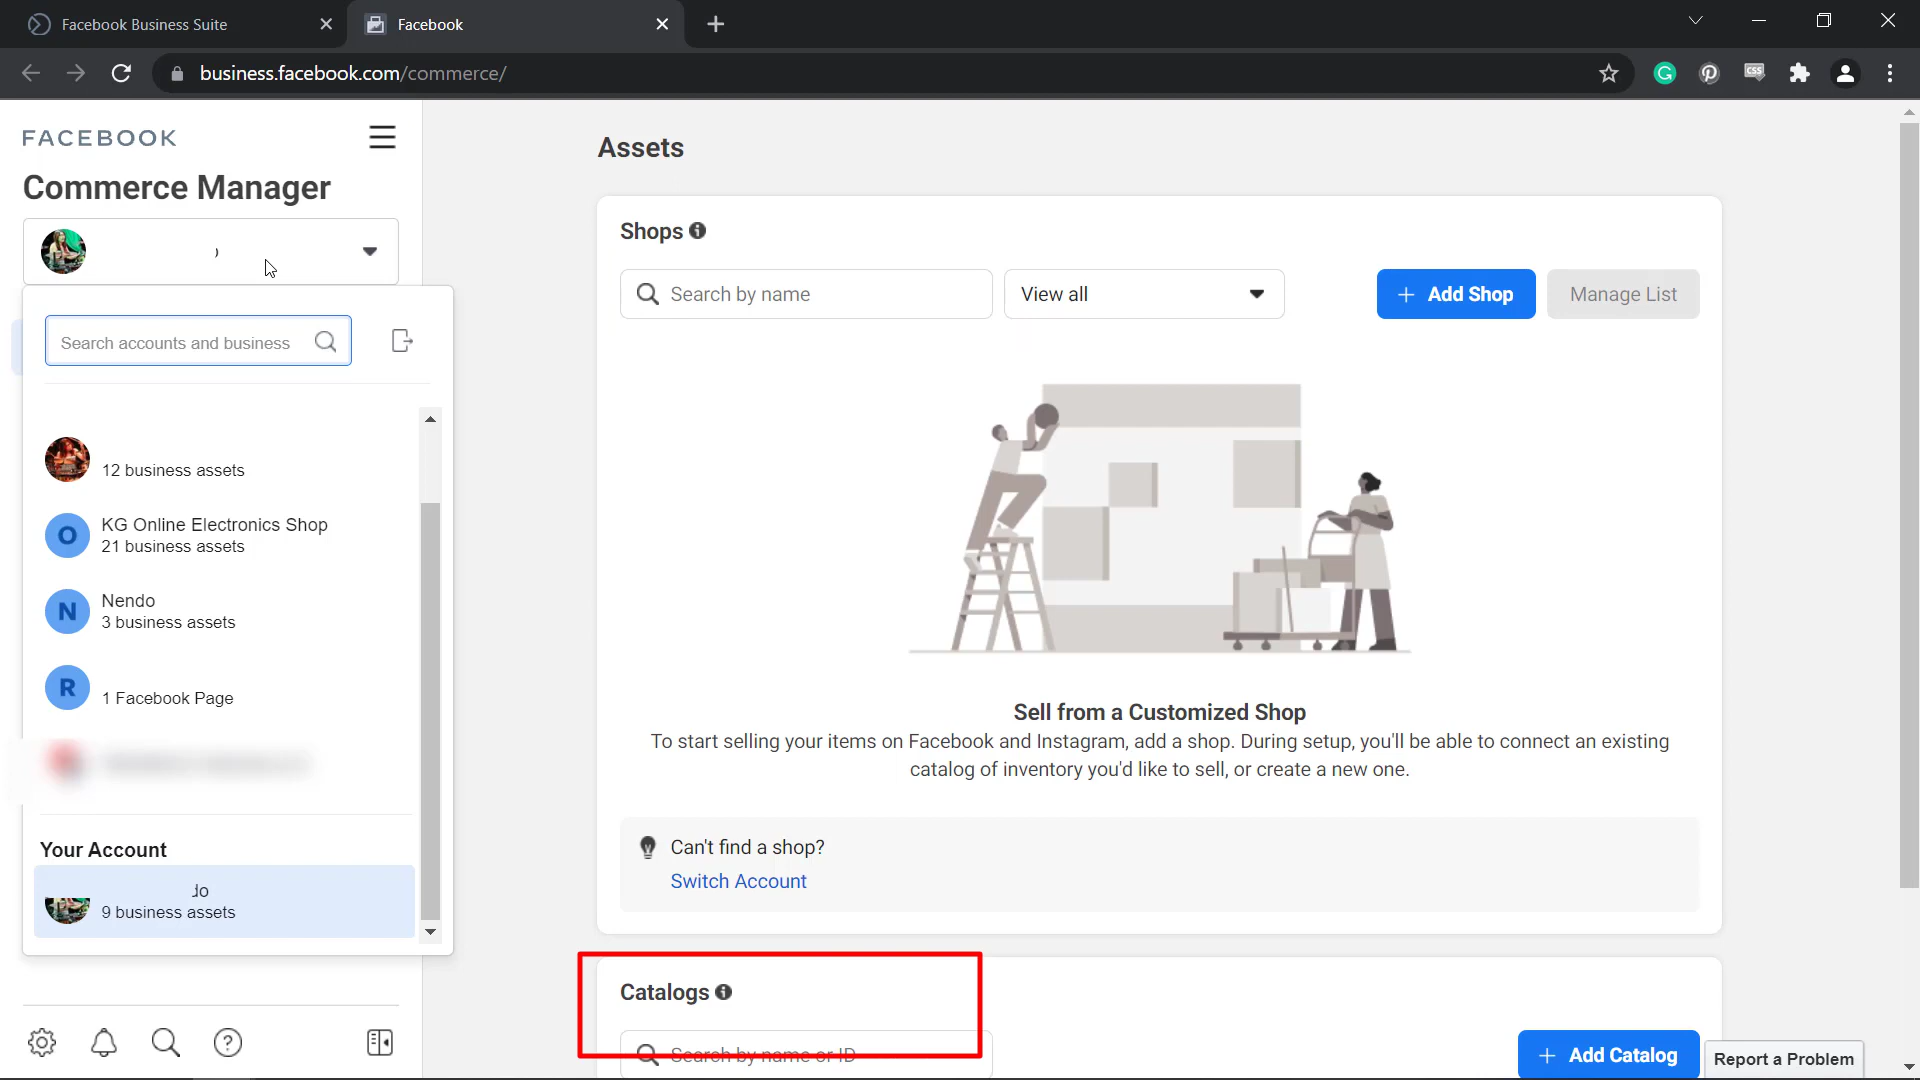 Facebook Business Suite
Facebook
business.facebook.com/commerce/
FACEBOOK
Commerce Manager
Search accounts and business
12 business assets
O
KG Online Electronics Shop
21 business assets
N
Nendo
3 business assets
R
1 Facebook Page
Your Account
do
9 business assets
Assets
Shops
Search by name
View all
+ Add Shop
Manage List
Sell from a Customized Shop
To start selling your items on Facebook and Instagram, add a shop. During setup, you'll be able to connect an existing
catalog of inventory you'd like to sell, or create a new one.
Can't find a shop?
Switch Account
Catalogs
Search by name or ID
+ Add Catalog
Report a Problem